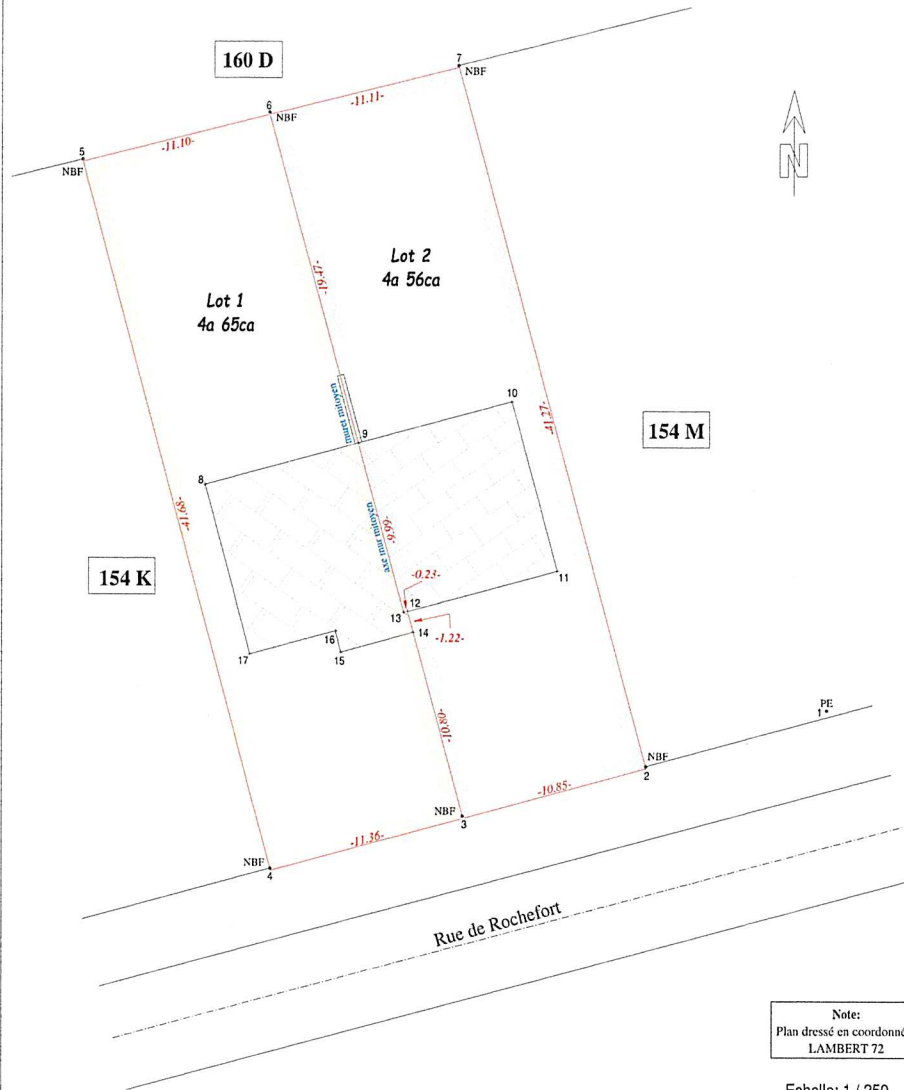 160 D
7
NBF
-11.11-
6
NBF
-11.10-
5
NBF
N
Lot 2
4a 56ca
-19.47-
Lot 1
4a 65ca
muret mitoyen
10
-41.27-
154 M
9
8
-41.68-
axe mur mitoyen
-9.99-
154 K
-0.23-
11
12
13
14
-1.22-
16
15
17
PE
1
-10.80-
NBF
2
-10.85-
NBF
3
-11.36-
NBF
4
Rue de Rochefort
Note:
Plan dressé en coordonné
LAMBERT 72
Echelle: 1 / 250